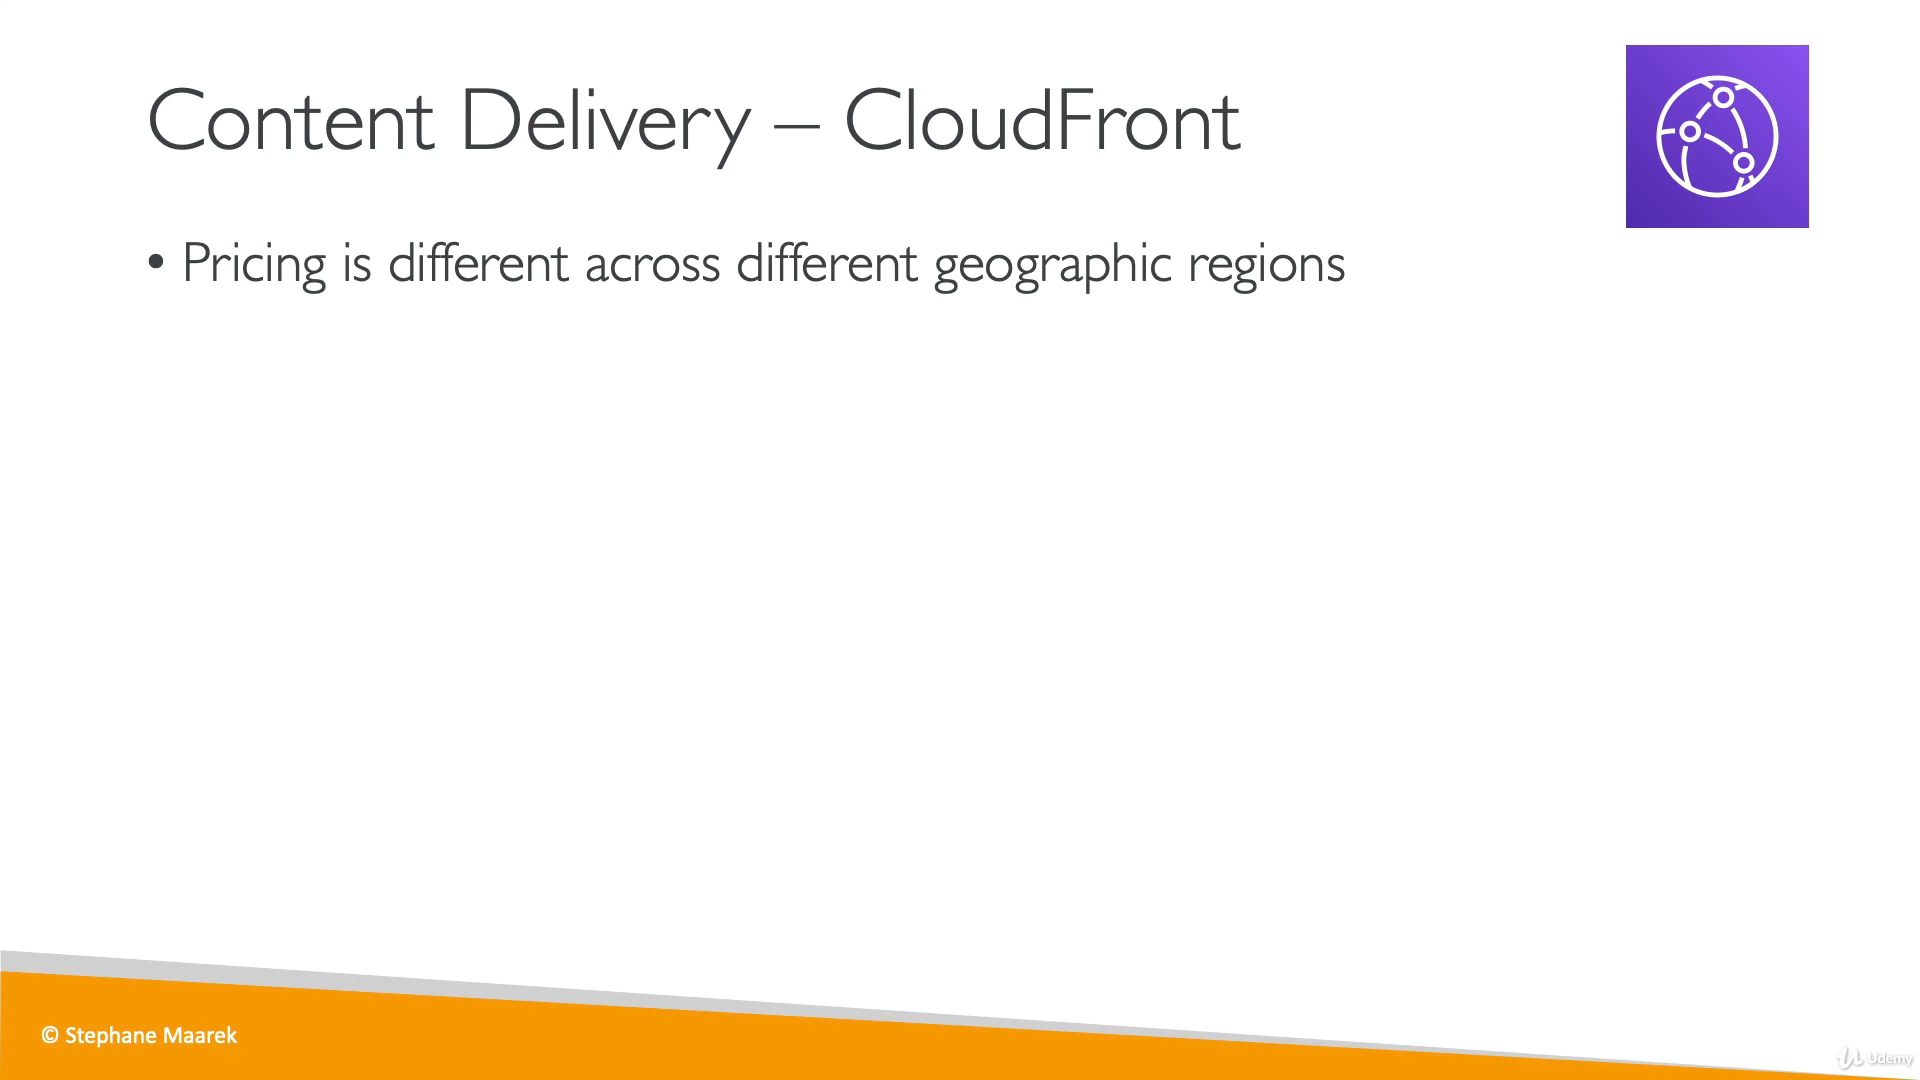 Content Delivery – CloudFront
• Pricing is different across different geographic regions
© Stephane Maarek
Udemy